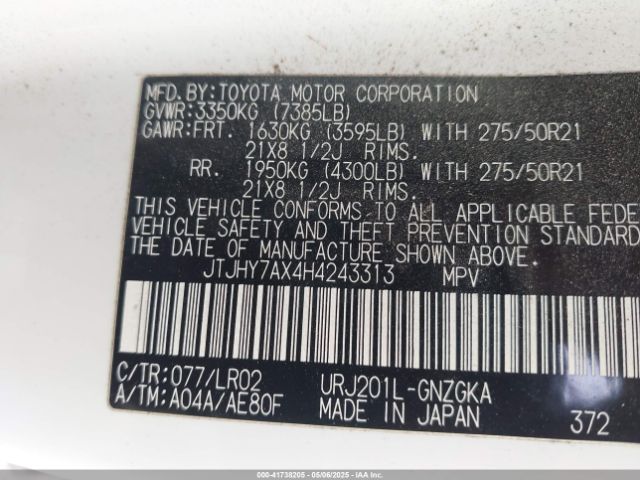 MFD. BY:TOYOTA MOTOR CORPORATION
GVWR:3350KG (7385LB)
GAWR:FRT. 1630KG (3595LB) WITH 275/50R21
21X8 1/2J RIMS.
RR. 1950KG (4300LB) WITH 275/50R21
21X8 1/2J RIMS.
THIS VEHICLE CONFORMS TO ALL APPLICABLE FEDE
VEHICLE SAFETY AND THEFT PREVENTION STANDAR
THE DATE OF MANUFACTURE SHOWN ABOVE.
JTJHY7AX4H4243313 MPV
C/TR:077/LR02 URJ201L-GNZGKA
A/TM:A04A/AE80F MADE IN JAPAN 372
000-41738205 - 05/06/2025 - IAAI.COM